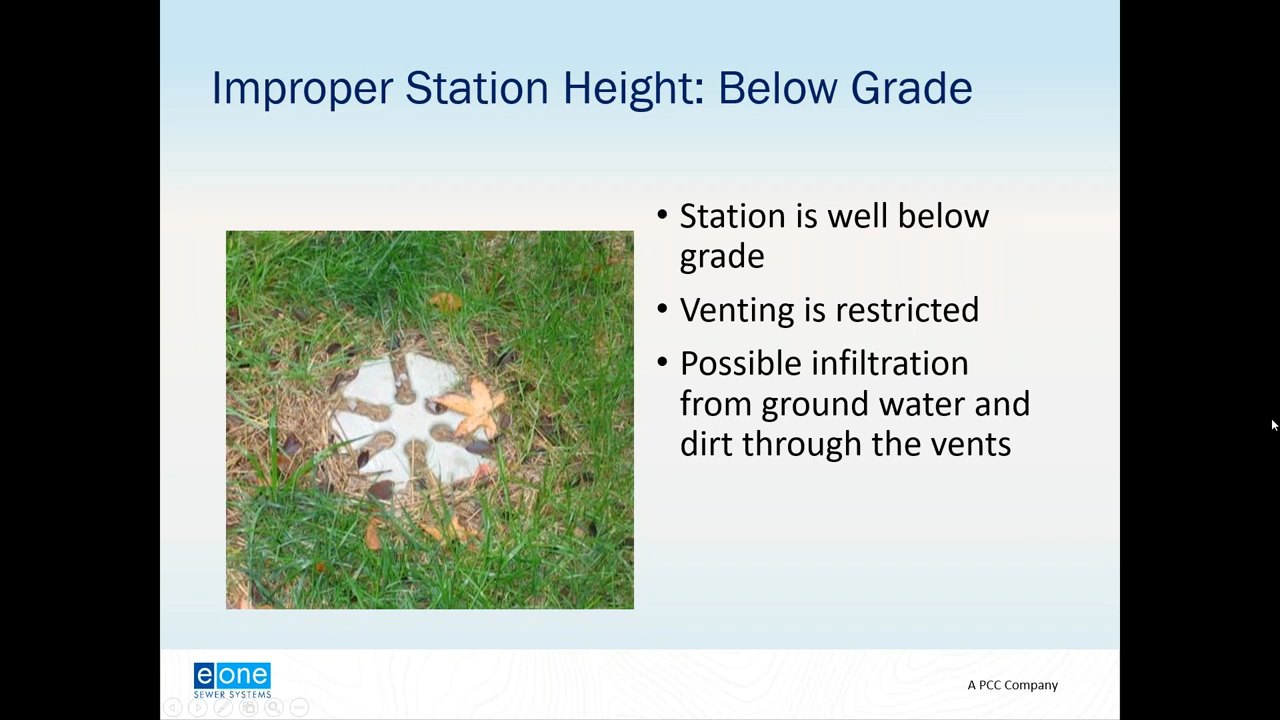 Improper Station Height: Below Grade
• Station is well below
grade
• Venting is restricted
• Possible infiltration
from ground water and
dirt through the vents
e one
SEWER SYSTEMS
A PCC Company